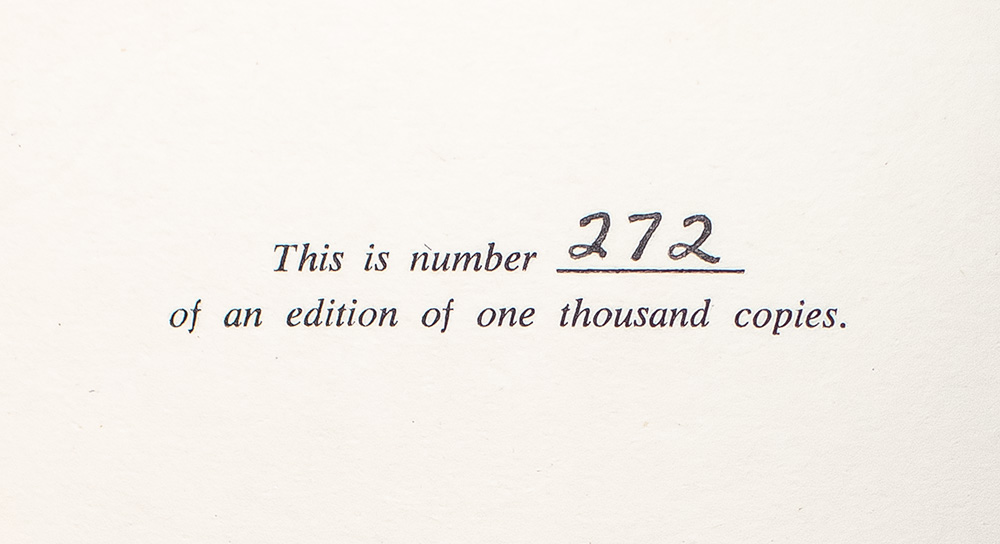 This is number 272
of an edition of one thousand copies.